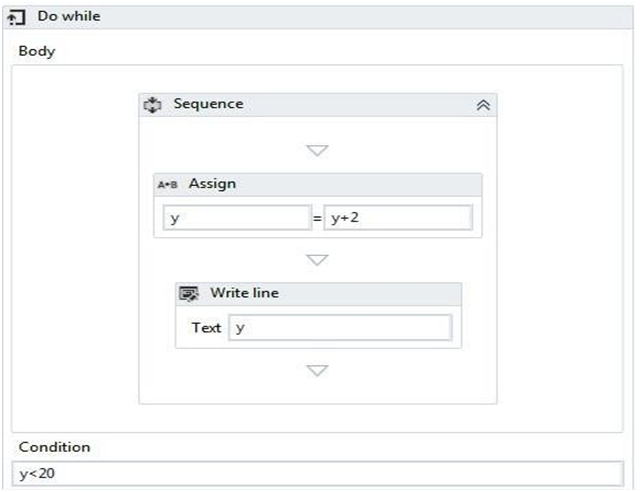 Do while
Body
Sequence
A*B Assign
y = y+2
Write line
Text y
Condition
y<20